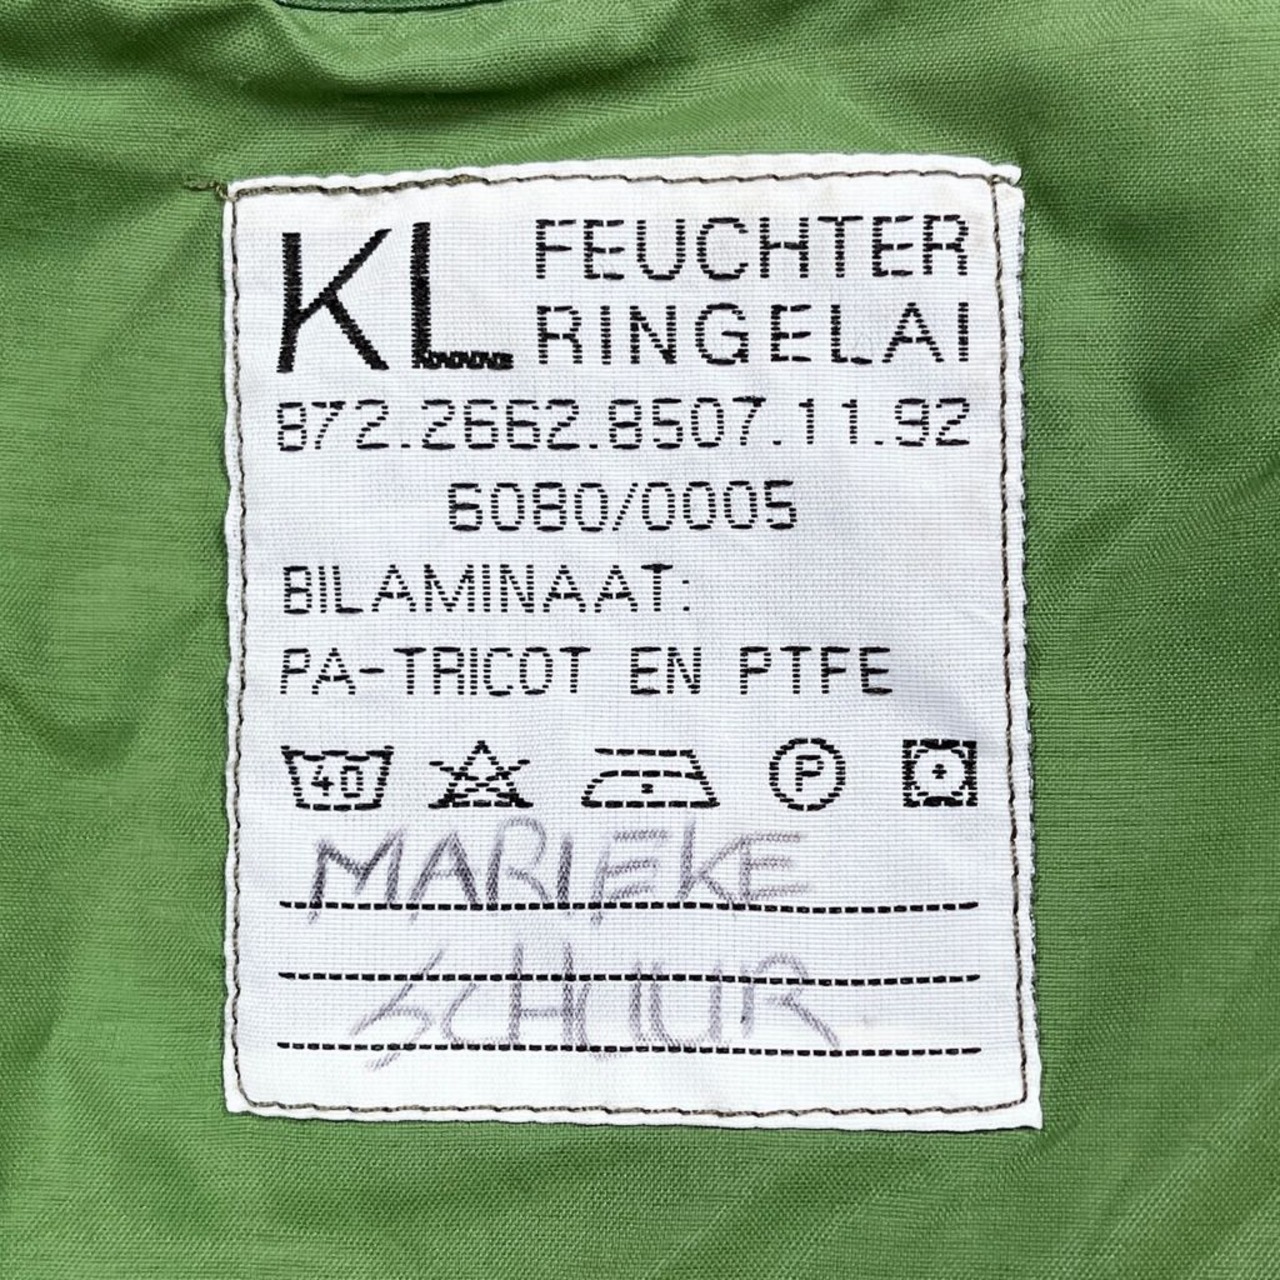 KL FEUCHTER
RINGELAI
872.2662.8507.11.92
6080/0005
BILAMINAAT:
PA-TRICOT EN PTFE
40 P
MARIEKE
SCHUUR